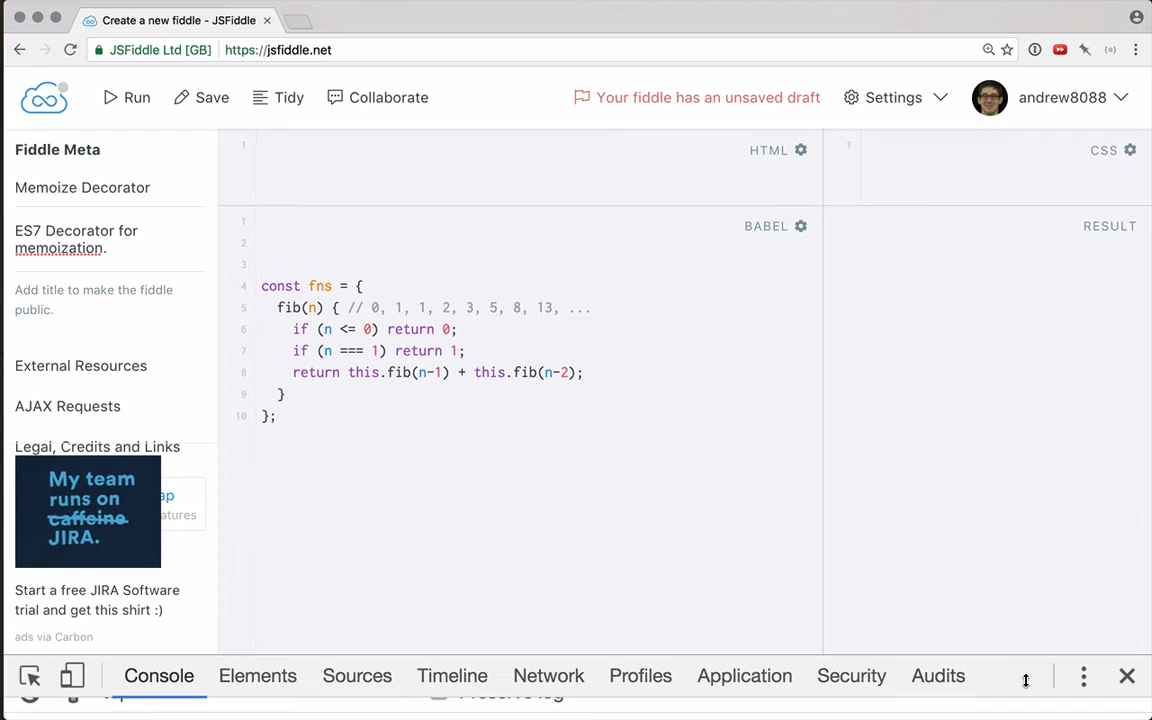 Create a new fiddle - JSFiddle
JSFiddle Ltd [GB] https://jsfiddle.net
Run Save Tidy Collaborate Your fiddle has an unsaved draft Settings andrew8088
Fiddle Meta
Memoize Decorator
ES7 Decorator for
memoization.
Add title to make the fiddle
public.
External Resources
AJAX Requests
Legal, Credits and Links
ap
atures
My team
runs on
caffeine
JIRA.
Start a free JIRA Software
trial and get this shirt :)
ads via Carbon
1 HTML
1 CSS
BABEL
RESULT
1
2
3
4 const fns = {
5 fib(n) { // 0, 1, 1, 2, 3, 5, 8, 13, ...
6 if (n <= 0) return 0;
7 if (n === 1) return 1;
8 return this.fib(n-1) + this.fib(n-2);
9 }
10 };
Console Elements Sources Timeline Network Profiles Application Security Audits